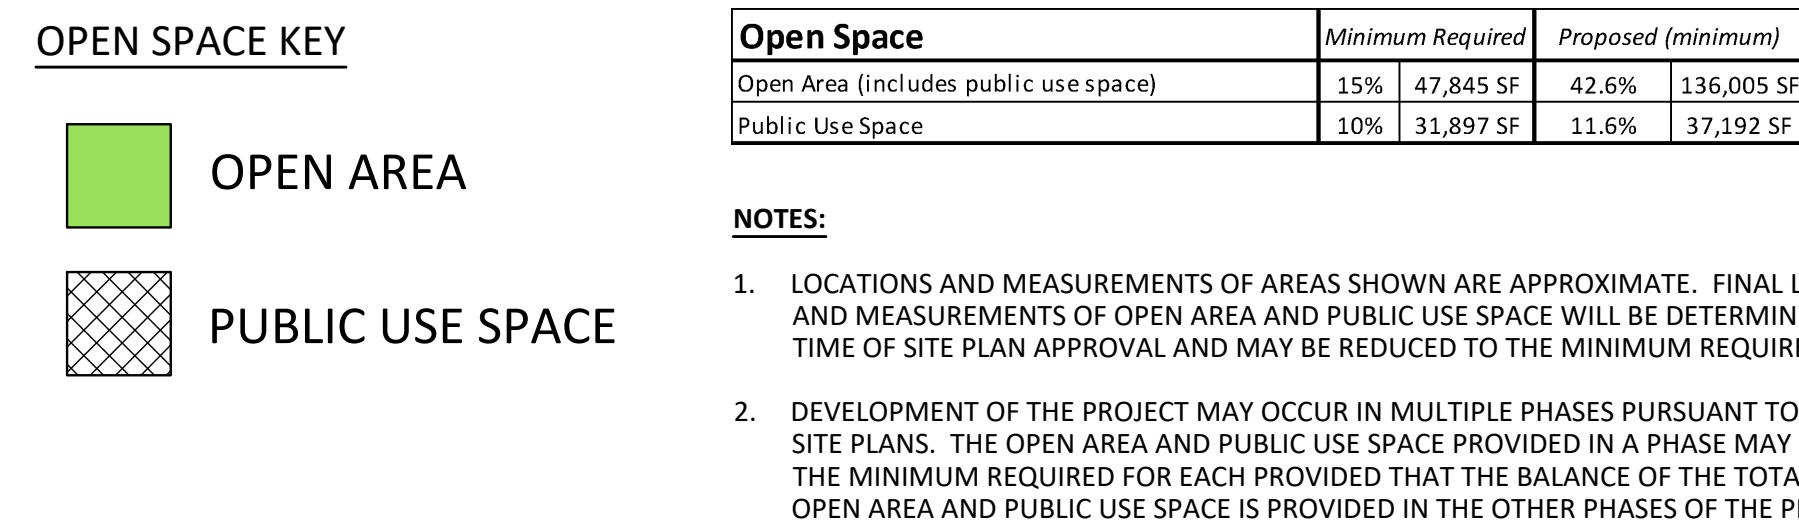 OPEN SPACE KEY
OPEN AREA
PUBLIC USE SPACE
Open Space Minimum Required Proposed (minimum)
Open Area (includes public use space) 15% 47,845 SF 42.6% 136,005 SF
Public Use Space 10% 31,897 SF 11.6% 37,192 SF
NOTES:
1. LOCATIONS AND MEASUREMENTS OF AREAS SHOWN ARE APPROXIMATE. FINAL
AND MEASUREMENTS OF OPEN AREA AND PUBLIC USE SPACE WILL BE
TIME OF SITE PLAN APPROVAL AND MAY BE REDUCED TO THE MINIMUM
2. DEVELOPMENT OF THE PROJECT MAY OCCUR IN MULTIPLE PHASES PURSUANT TO
SITE PLANS. THE OPEN AREA AND PUBLIC USE SPACE PROVIDED IN A PHASE MAY
THE MINIMUM REQUIRED FOR EACH PROVIDED THAT THE BALANCE OF THE
OPEN AREA AND PUBLIC USE SPACE IS PROVIDED IN THE OTHER PHASES OF THE